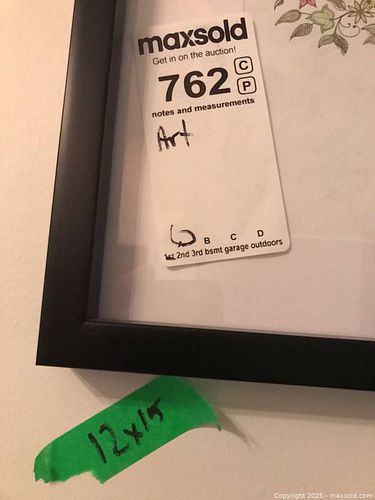 maxsold
Get in on the auction!
762 C P
notes and measurements
Art
B C D
1st 2nd 3rd bsmt garage outdoors
12x15
Copyright 2025 - maxsold.com